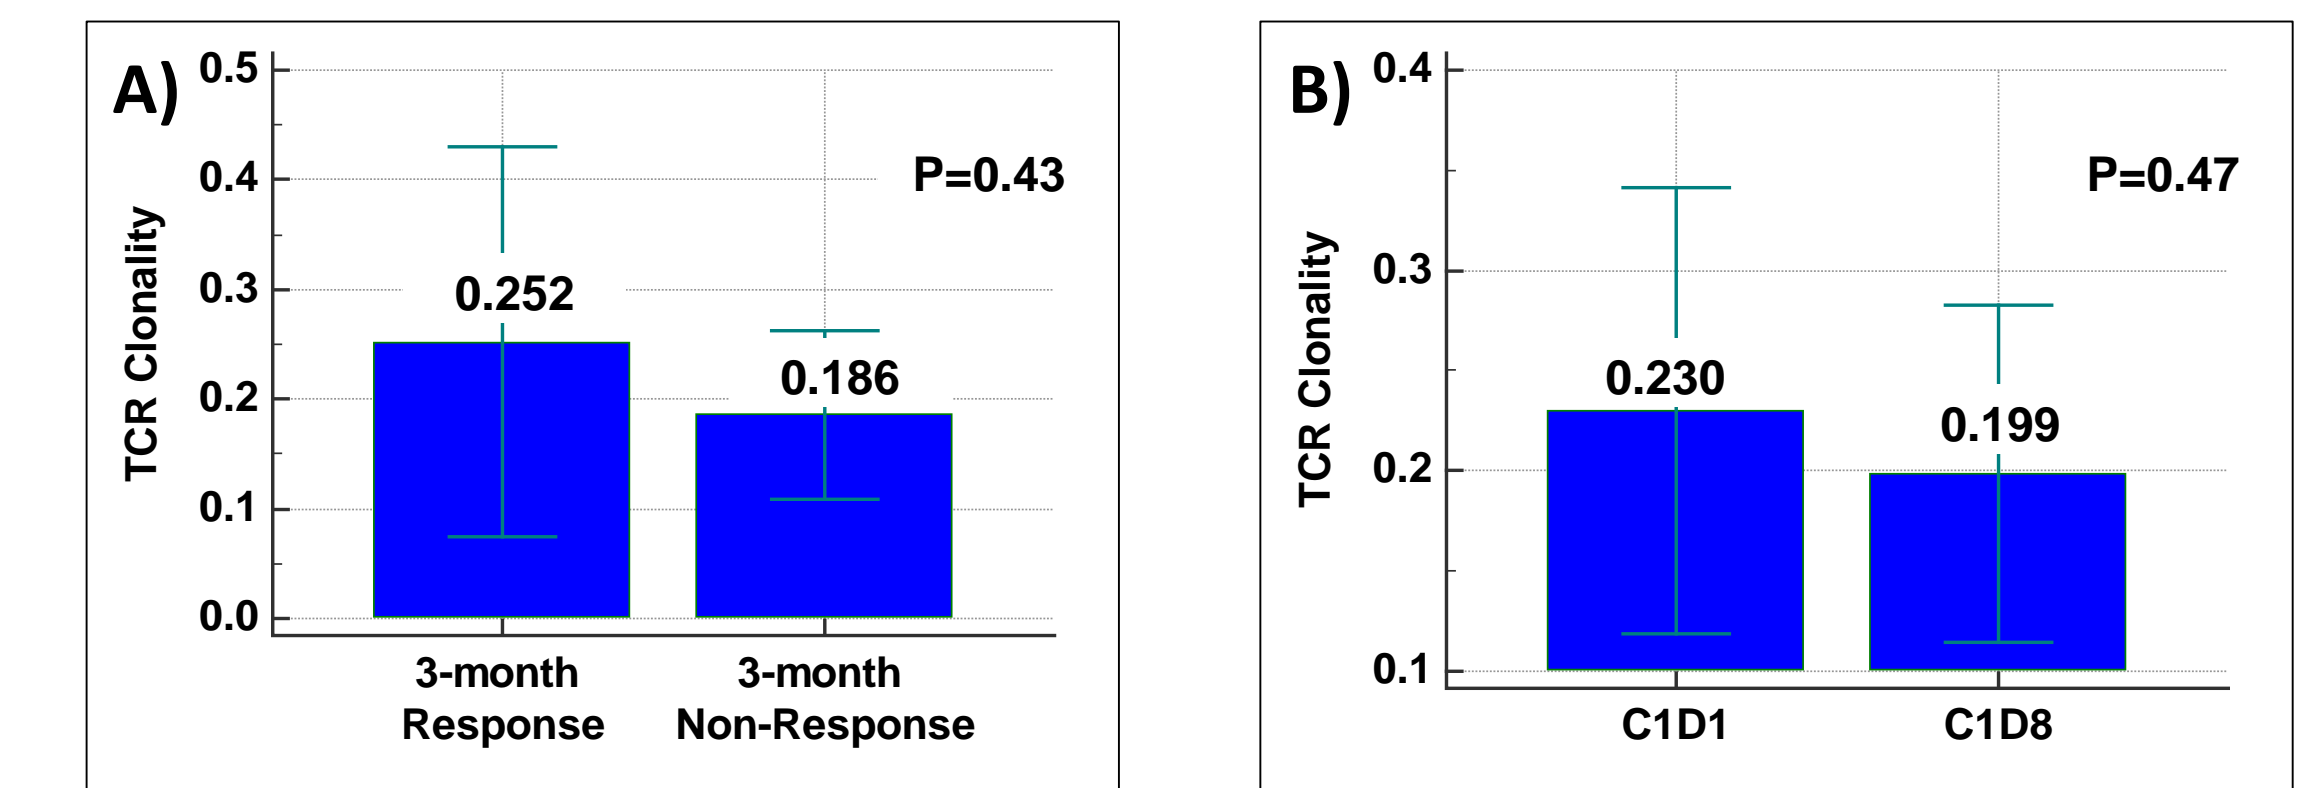 A)
0.5
0.4
0.3
0.2
0.1
0.0
TCR Clonality
P=0.43
0.252
0.186
3-month
Response
3-month
Non-Response
B)
0.4
0.3
0.2
0.1
TCR Clonality
P=0.47
0.230
0.199
C1D1
C1D8